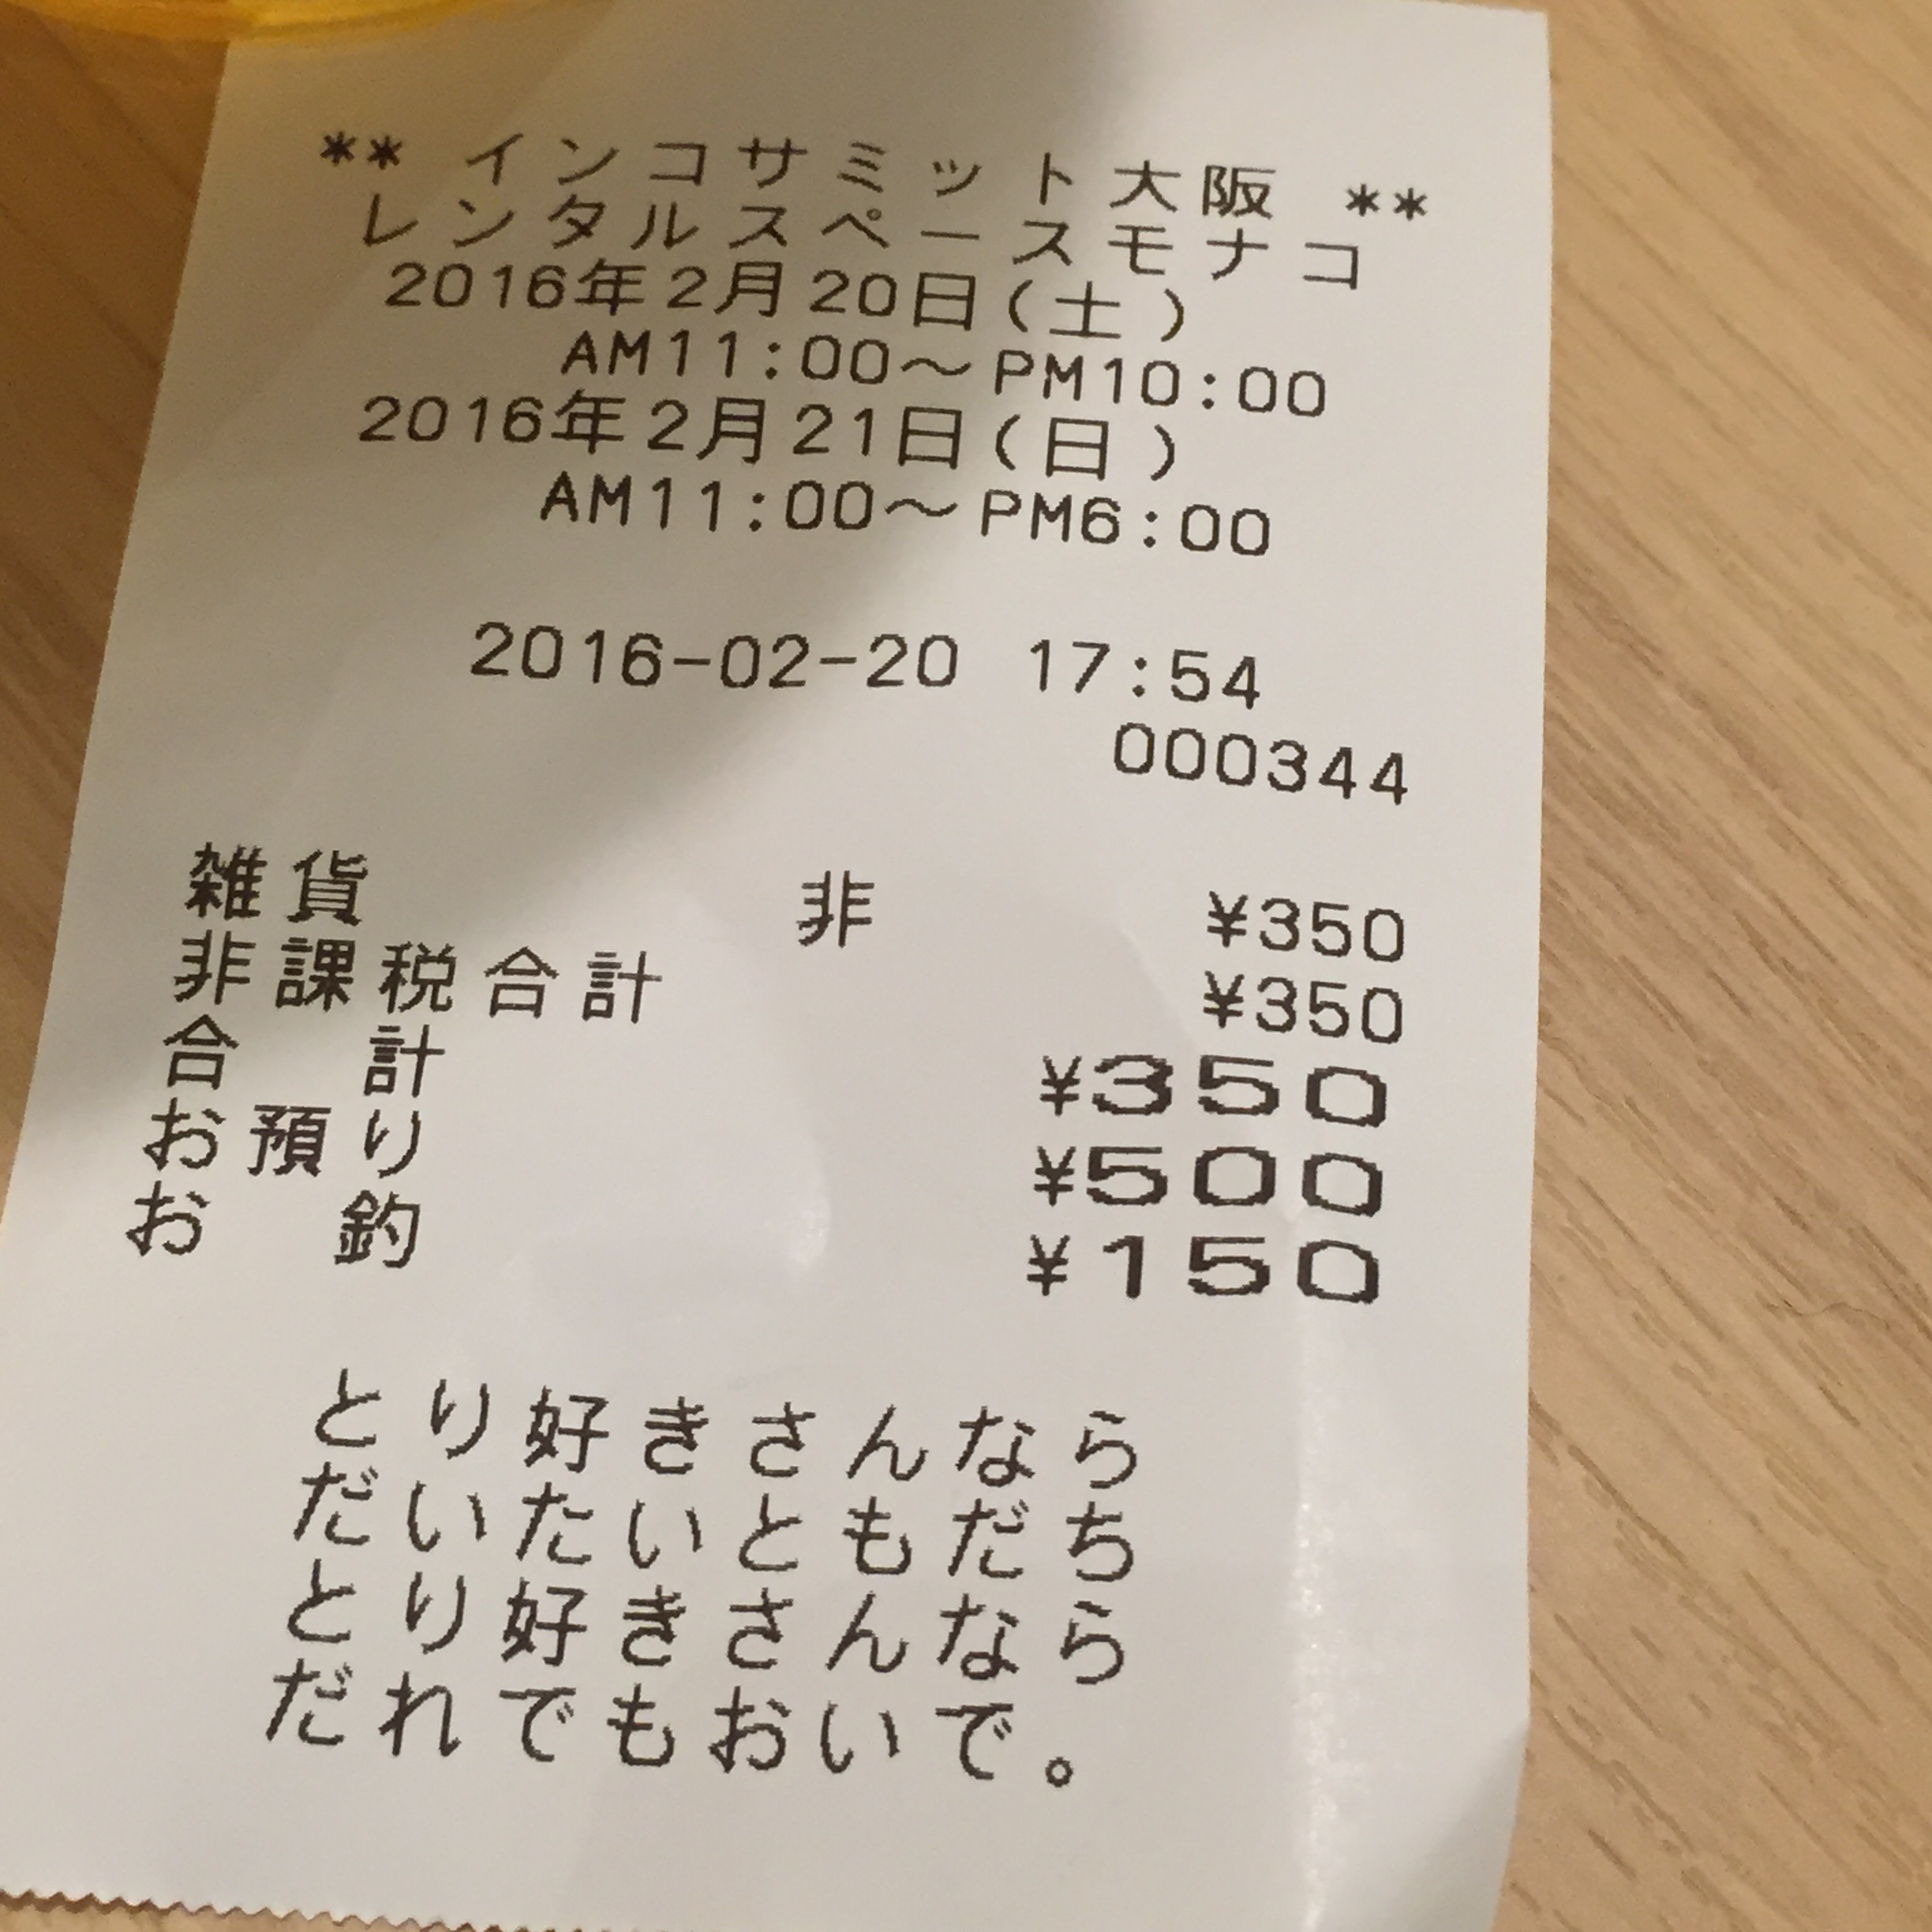 ** インコサミット大阪 **
レンタルスペースモナコ
2016年2月20日(土)
AM11:00～PM10:00
2016年2月21日(日)
AM11:00～PM6:00
2016-02-20 17:54
000344
雑貨 非 ¥350
非課税合計 ¥350
合 計 ¥350
お預り ¥500
お 釣 ¥150
とり好きさんなら
だいたいともだち
とり好きさんなら
だれでもおいで。